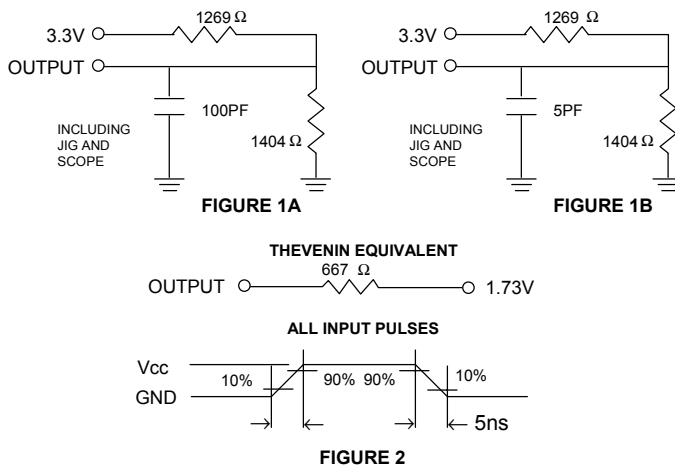 1269 Ω
3.3V
OUTPUT
100PF
INCLUDING
JIG AND
SCOPE
1404 Ω
FIGURE 1A
1269 Ω
3.3V
OUTPUT
5PF
INCLUDING
JIG AND
SCOPE
1404 Ω
FIGURE 1B
THEVENIN EQUIVALENT
667 Ω
OUTPUT 1.73V
ALL INPUT PULSES
Vcc
10% 90% 90% 10%
GND
5ns
FIGURE 2